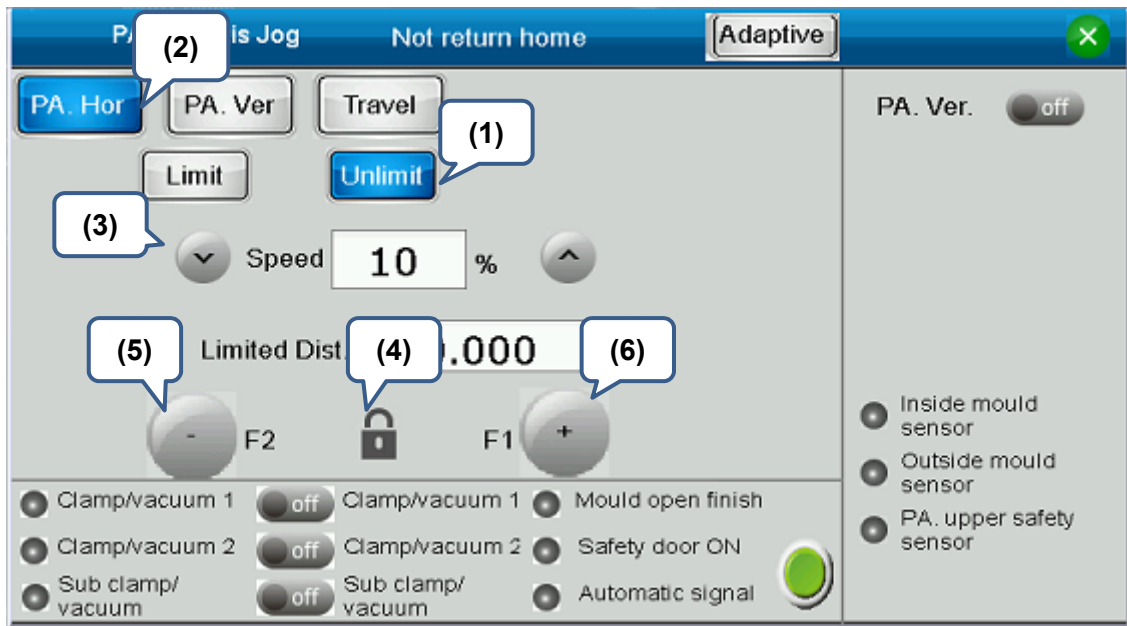 (2) is Jog Not return home Adaptive
PA. Hor PA. Ver Travel PA. Ver. off
(1)
Limit Unlimit
(3)
Speed 10 %
(5) Limited Dist. (4) .000 (6)
- F2 F1 +
Clamp/vacuum 1 off Clamp/vacuum 1 Mould open finish
Clamp/vacuum 2 off Clamp/vacuum 2 Safety door ON
Sub clamp/
vacuum off Sub clamp/
vacuum Automatic signal
Inside mould
sensor
Outside mould
sensor
PA. upper safety
sensor